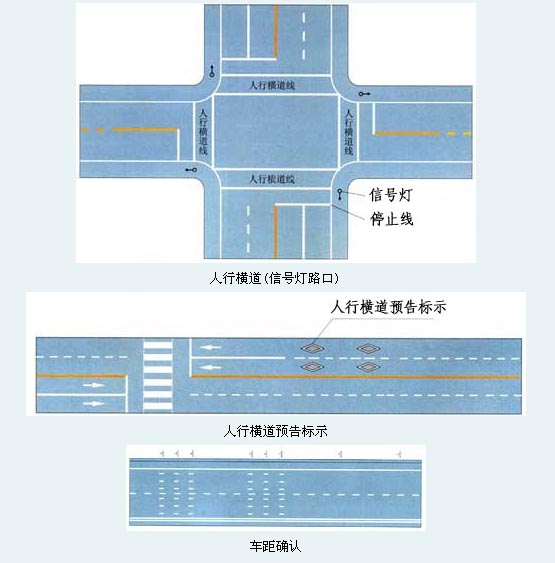 人行横道线
人行横道线
人行横道线
人行横道线
信号灯
停止线
人行横道(信号灯路口)
人行横道预告标示
人行横道预告标示
车距确认